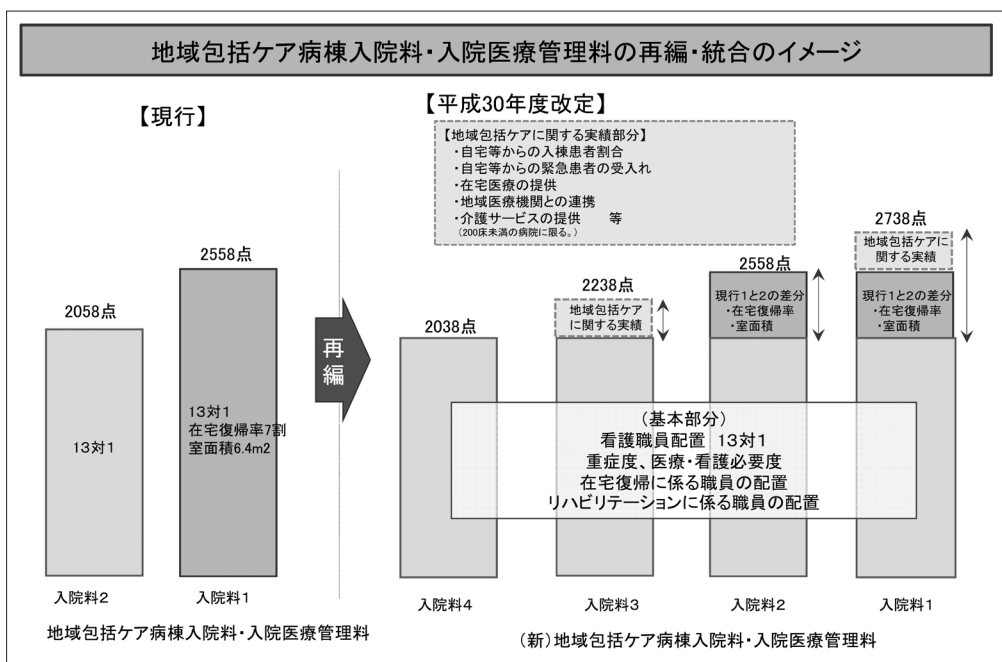 地域包括ケア病棟入院料・入院医療管理料の再編・統合のイメージ
【現行】
2058点
2558点
13対1
13対1
在宅復帰率7割
室面積6.4m2
入院料2
入院料1
地域包括ケア病棟入院料・入院医療管理料
再編
【平成30年度改定】
【地域包括ケアに関する実績部分】
・自宅等からの入棟患者割合
・自宅等からの緊急患者の受入れ
・在宅医療の提供
・地域医療機関との連携
・介護サービスの提供　等
（200床未満の病院に限る。）
2038点
2238点
地域包括ケア
に関する実績
2558点
現行1と2の差分
・在宅復帰率
・室面積
2738点
地域包括ケアに
関する実績
現行1と2の差分
・在宅復帰率
・室面積
（基本部分）
看護職員配置 13対1
重症度、医療・看護必要度
在宅復帰に係る職員の配置
リハビリテーションに係る職員の配置
入院料4
入院料3
入院料2
入院料1
（新）地域包括ケア病棟入院料・入院医療管理料